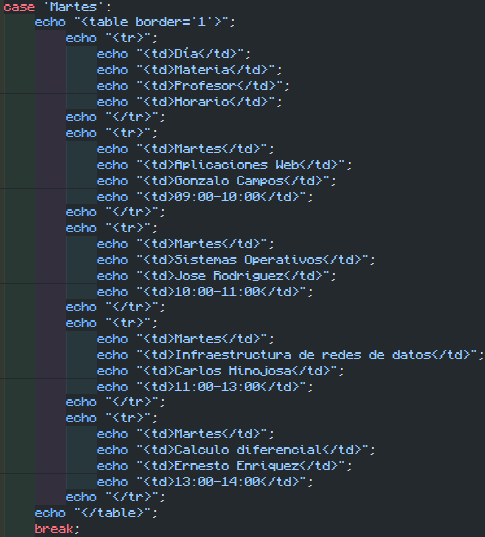 case 'Martes':
echo "<table border='1'>";
echo "<tr>";
echo "<td>Día</td>";
echo "<td>Materia</td>";
echo "<td>Profesor</td>";
echo "<td>Horario</td>";
echo "</tr>";
echo "<tr>";
echo "<td>Martes</td>";
echo "<td>Aplicaciones Web</td>";
echo "<td>Gonzalo Campos</td>";
echo "<td>09:00-10:00</td>";
echo "</tr>";
echo "<tr>";
echo "<td>Martes</td>";
echo "<td>Sistemas Operativos</td>";
echo "<td>Jose Rodriguez</td>";
echo "<td>10:00-11:00</td>";
echo "</tr>";
echo "<tr>";
echo "<td>Martes</td>";
echo "<td>Infraestructura de redes de datos</td>";
echo "<td>Carlos Hinojosa</td>";
echo "<td>11:00-13:00</td>";
echo "</tr>";
echo "<tr>";
echo "<td>Martes</td>";
echo "<td>Calculo diferencial</td>";
echo "<td>Ernesto Enriquez</td>";
echo "<td>13:00-14:00</td>";
echo "</tr>";
echo "</table>";
break;